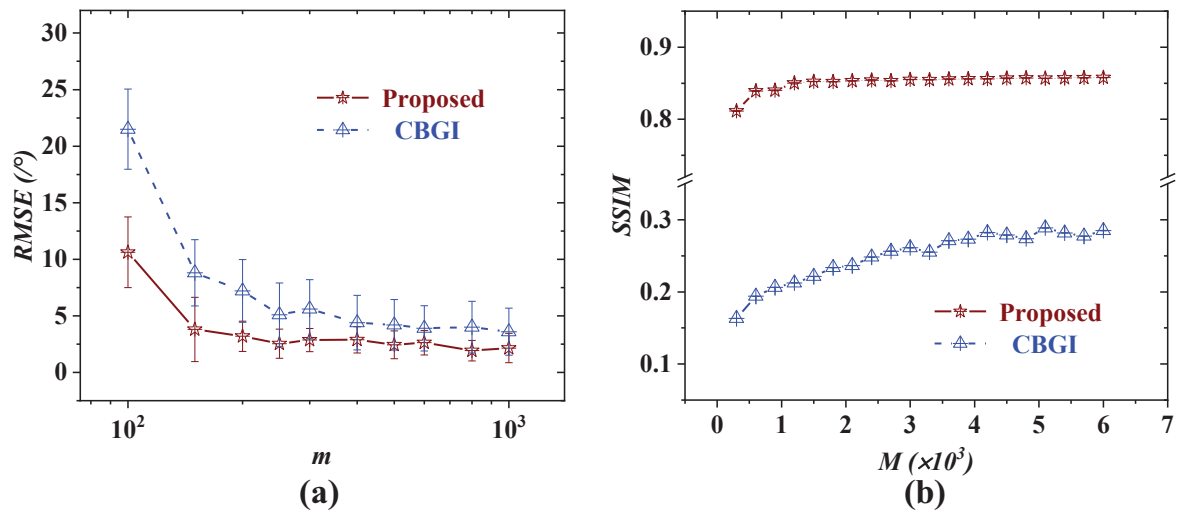 30
25
20
15
10
5
0
RMSE (/°)
Proposed
CBGI
10²
10³
m
(a)
0.9
0.8
0.3
0.2
0.1
SSIM
Proposed
CBGI
0 1 2 3 4 5 6 7
M (×10³)
(b)